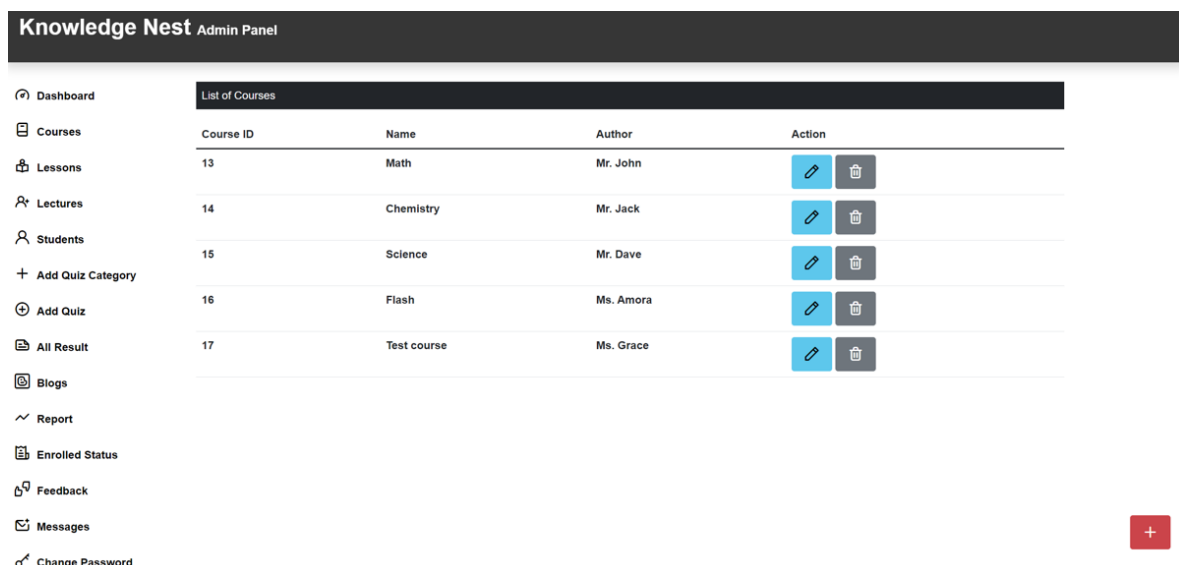 Knowledge Nest Admin Panel
Dashboard
Courses
Lessons
Lectures
Students
Add Quiz Category
Add Quiz
All Result
Blogs
Report
Enrolled Status
Feedback
Messages
Change Password
List of Courses
Course ID Name Author Action
13 Math Mr. John
14 Chemistry Mr. Jack
15 Science Mr. Dave
16 Flash Ms. Amora
17 Test course Ms. Grace